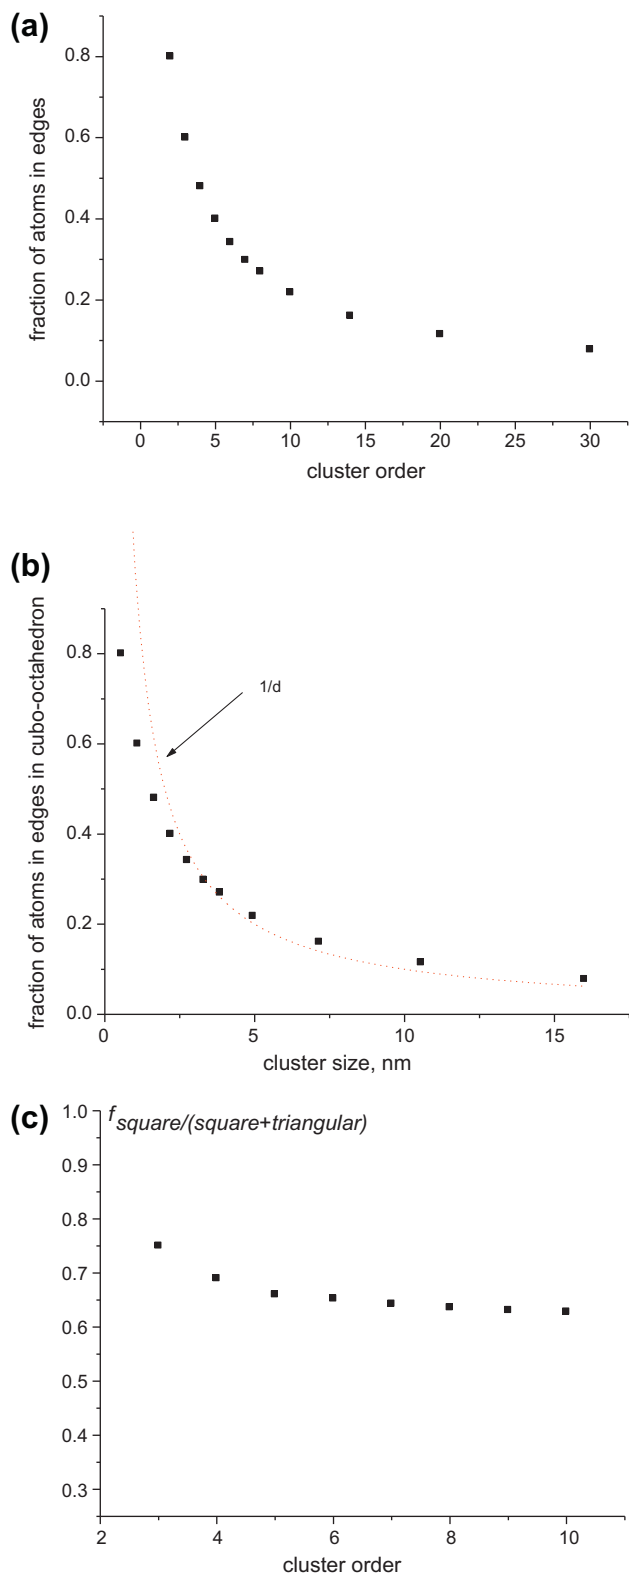 (a)
fraction of atoms in edges
0.8
0.6
0.4
0.2
0.0
0 5 10 15 20 25 30
cluster order
(b)
fraction of atoms in edges in cubo-octahedron
0.8
0.6
0.4
0.2
0.0
1/d
0 5 10 15
cluster size, nm
(c)
f square/(square+triangular)
1.0
0.9
0.8
0.7
0.6
0.5
0.4
0.3
2 4 6 8 10
cluster order